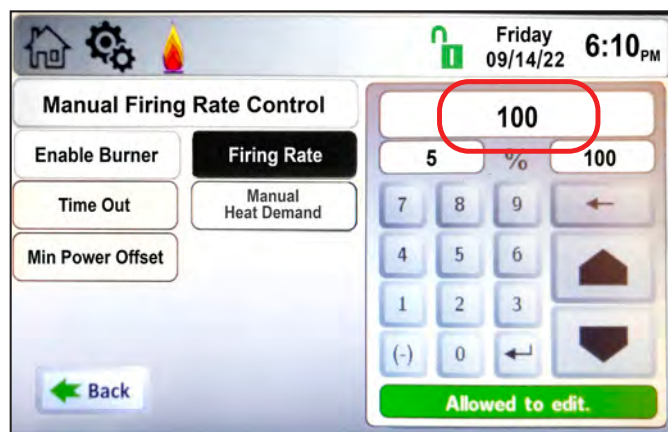 Friday
09/14/22
6:10 PM
Manual Firing Rate Control
Enable Burner
Firing Rate
Time Out
Manual
Heat Demand
Min Power Offset
Back
100
5 % 100
7 8 9
4 5 6
1 2 3
(-) 0
Allowed to edit.